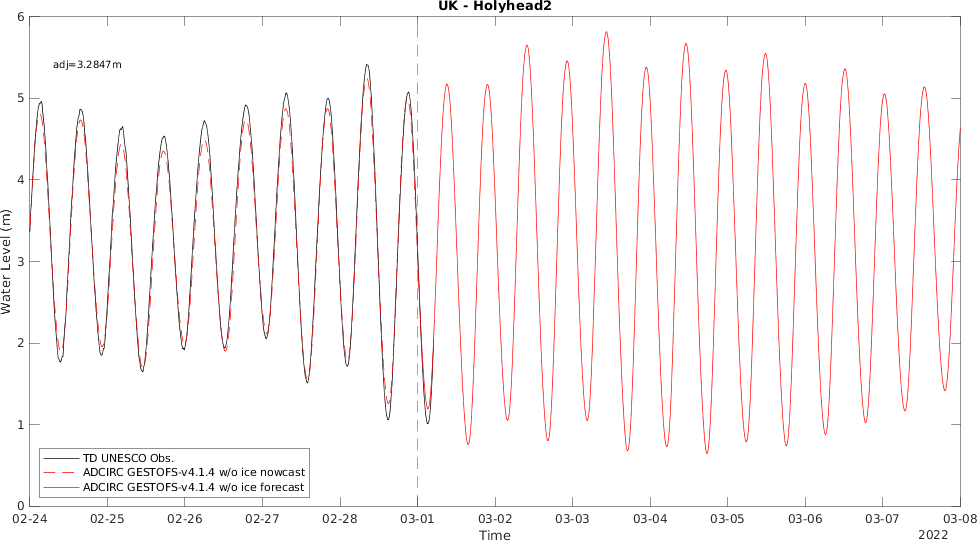 UK - Holyhead2
adj=3.2847m
6
5
4
3
2
1
0
Water Level (m)
TD UNESCO Obs.
ADCIRC GESTOFS-v4.1.4 w/o ice nowcast
ADCIRC GESTOFS-v4.1.4 w/o ice forecast
02-24 02-25 02-26 02-27 02-28 03-01 03-02 03-03 03-04 03-05 03-06 03-07 03-08
Time
2022